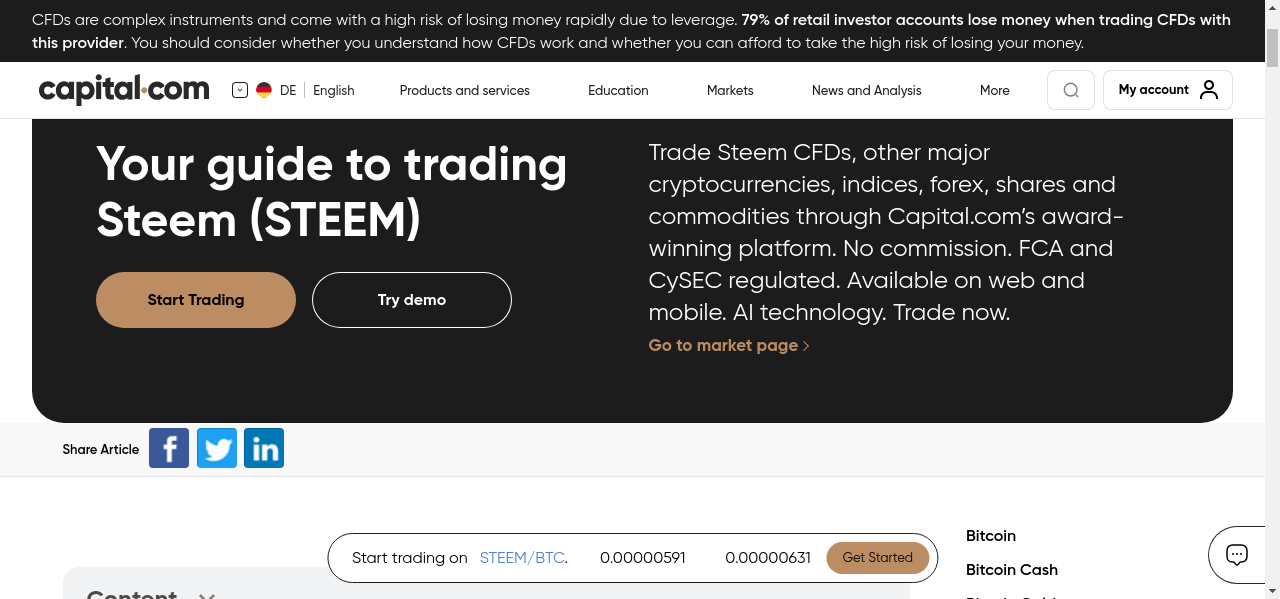 CFDs are complex instruments and come with a high risk of losing money rapidly due to leverage. 79% of retail investor accounts lose money when trading CFDs with
this provider. You should consider whether you understand how CFDs work and whether you can afford to take the high risk of losing your money.
capital.com DE English Products and services Education Markets News and Analysis More My account
Your guide to trading
Steem (STEEM)
Start Trading Try demo
Trade Steem CFDs, other major
cryptocurrencies, indices, forex, shares and
commodities through Capital.com’s award-
winning platform. No commission. FCA and
CySEC regulated. Available on web and
mobile. AI technology. Trade now.
Go to market page
Share Article
Start trading on STEEM/BTC. 0.00000591 0.00000631 Get Started
Content
Bitcoin
Bitcoin Cash